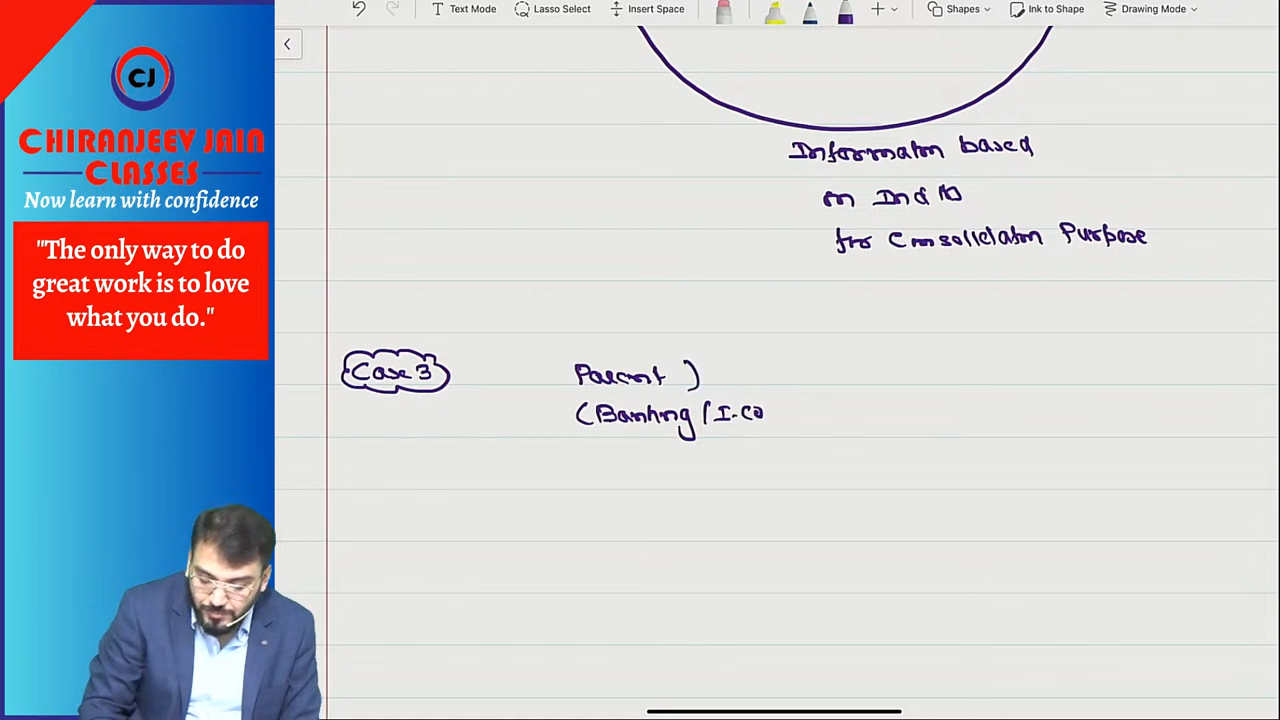 Text Mode
Lasso Select
Insert Space
Shapes
Ink to Shape
Drawing Mode
CJ
CHIRANJEEV JAIN
CLASSES
Now learn with confidence
"The only way to do
great work is to love
what you do."
Informaton based
on Ind AS
for Consolidaton Purpose
Case 3
Parent )
(Banking / I.Co